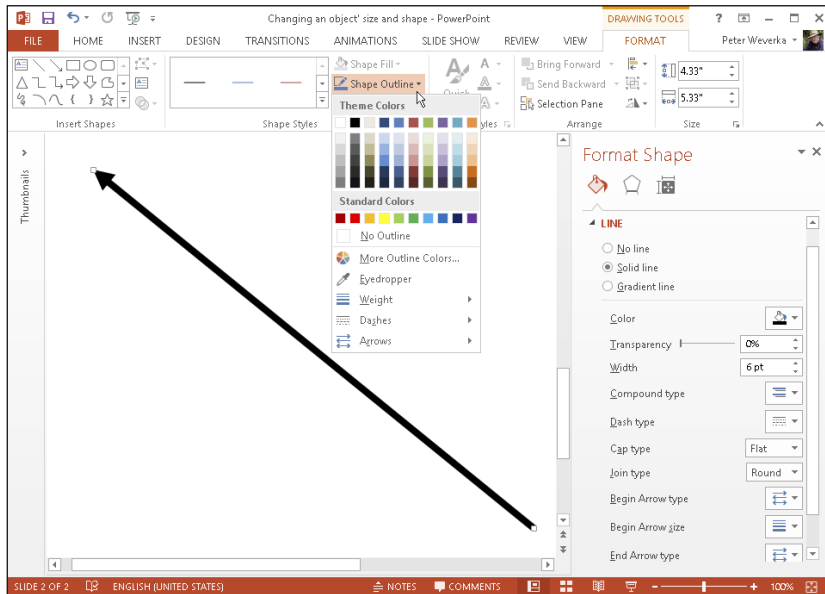 Changing an object' size and shape - PowerPoint
DRAWING TOOLS
?
FILE HOME INSERT DESIGN TRANSITIONS ANIMATIONS SLIDE SHOW REVIEW VIEW FORMAT Peter Weverka
Shape Fill
Shape Outline
Bring Forward
Send Backward
Selection Pane
4.33"
5.33"
Insert Shapes Shape Styles Arrange Size
Theme Colors
Standard Colors
No Outline
More Outline Colors...
Eyedropper
Weight
Dashes
Arrows
Thumbnails
Format Shape
LINE
No line
Solid line
Gradient line
Color
Transparency 0%
Width 6 pt
Compound type
Dash type
Cap type Flat
Join type Round
Begin Arrow type
Begin Arrow size
End Arrow type
SLIDE 2 OF 2 ENGLISH (UNITED STATES) NOTES COMMENTS 100%